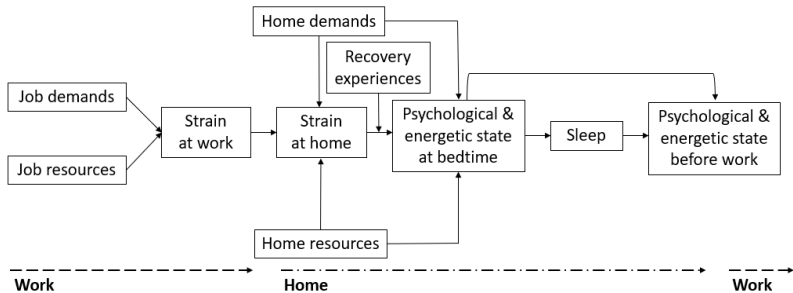 Home demands
Recovery
experiences
Job demands
Job resources
Strain
at work
Strain
at home
Psychological &
energetic state
at bedtime
Sleep
Psychological &
energetic state
before work
Home resources
Work
Home
Work